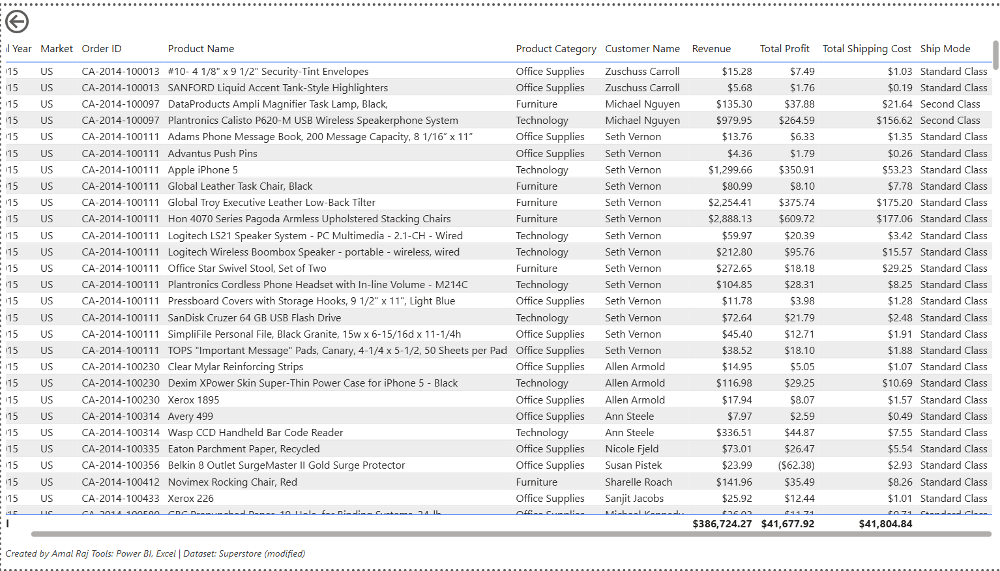 l Year Market Order ID Product Name Product Category Customer Name Revenue Total Profit Total Shipping Cost Ship Mode
15 US CA-2014-100013 #10- 4 1/8" x 9 1/2" Security-Tint Envelopes Office Supplies Zuschuss Carroll $15.28 $7.49 $1.03 Standard Class
15 US CA-2014-100013 SANFORD Liquid Accent Tank-Style Highlighters Office Supplies Zuschuss Carroll $5.68 $1.76 $0.19 Standard Class
15 US CA-2014-100097 DataProducts Ampli Magnifier Task Lamp, Black, Furniture Michael Nguyen $135.30 $37.88 $21.64 Second Class
15 US CA-2014-100097 Plantronics Calisto P620-M USB Wireless Speakerphone System Technology Michael Nguyen $979.95 $264.59 $156.62 Second Class
15 US CA-2014-100111 Adams Phone Message Book, 200 Message Capacity, 8 1/16” x 11” Office Supplies Seth Vernon $13.76 $6.33 $1.35 Standard Class
15 US CA-2014-100111 Advantus Push Pins Office Supplies Seth Vernon $4.36 $1.79 $0.26 Standard Class
15 US CA-2014-100111 Apple iPhone 5 Technology Seth Vernon $1,299.66 $350.91 $53.23 Standard Class
15 US CA-2014-100111 Global Leather Task Chair, Black Furniture Seth Vernon $80.99 $8.10 $7.78 Standard Class
15 US CA-2014-100111 Global Troy Executive Leather Low-Back Tilter Furniture Seth Vernon $2,254.41 $375.74 $175.20 Standard Class
15 US CA-2014-100111 Hon 4070 Series Pagoda Armless Upholstered Stacking Chairs Furniture Seth Vernon $2,888.13 $609.72 $177.06 Standard Class
15 US CA-2014-100111 Logitech LS21 Speaker System - PC Multimedia - 2.1-CH - Wired Technology Seth Vernon $59.97 $20.39 $3.42 Standard Class
15 US CA-2014-100111 Logitech Wireless Boombox Speaker - portable - wireless, wired Technology Seth Vernon $212.80 $95.76 $15.57 Standard Class
15 US CA-2014-100111 Office Star Swivel Stool, Set of Two Furniture Seth Vernon $272.65 $18.18 $29.25 Standard Class
15 US CA-2014-100111 Plantronics Cordless Phone Headset with In-line Volume - M214C Technology Seth Vernon $104.85 $28.31 $8.25 Standard Class
15 US CA-2014-100111 Pressboard Covers with Storage Hooks, 9 1/2" x 11", Light Blue Office Supplies Seth Vernon $11.78 $3.98 $1.28 Standard Class
15 US CA-2014-100111 SanDisk Cruzer 64 GB USB Flash Drive Technology Seth Vernon $72.64 $21.79 $2.48 Standard Class
15 US CA-2014-100111 SimpliFile Personal File, Black Granite, 15w x 6-15/16d x 11-1/4h Office Supplies Seth Vernon $45.40 $12.71 $1.91 Standard Class
15 US CA-2014-100111 TOPS "Important Message" Pads, Canary, 4-1/4 x 5-1/2, 50 Sheets per Pad Office Supplies Seth Vernon $38.52 $18.10 $1.88 Standard Class
15 US CA-2014-100230 Clear Mylar Reinforcing Strips Office Supplies Allen Armold $14.95 $5.05 $1.07 Standard Class
15 US CA-2014-100230 Dexim XPower Skin Super-Thin Power Case for iPhone 5 - Black Technology Allen Armold $116.98 $29.25 $10.69 Standard Class
15 US CA-2014-100230 Xerox 1895 Office Supplies Allen Armold $17.94 $8.07 $1.57 Standard Class
15 US CA-2014-100314 Avery 499 Office Supplies Ann Steele $7.97 $2.59 $0.49 Standard Class
15 US CA-2014-100314 Wasp CCD Handheld Bar Code Reader Technology Ann Steele $336.51 $44.87 $7.55 Standard Class
15 US CA-2014-100335 Eaton Parchment Paper, Recycled Office Supplies Nicole Fjeld $73.01 $26.47 $5.54 Standard Class
15 US CA-2014-100356 Belkin 8 Outlet SurgeMaster II Gold Surge Protector Office Supplies Susan Pistek $23.99 ($62.38) $2.93 Standard Class
15 US CA-2014-100412 Novimex Rocking Chair, Red Furniture Sharelle Roach $141.96 $35.49 $8.26 Standard Class
15 US CA-2014-100433 Xerox 226 Office Supplies Sanjit Jacobs $25.92 $12.44 $1.01 Standard Class
l $386,724.27 $41,677.92 $41,804.84
Created by Amal Raj Tools: Power BI, Excel | Dataset: Superstore (modified)